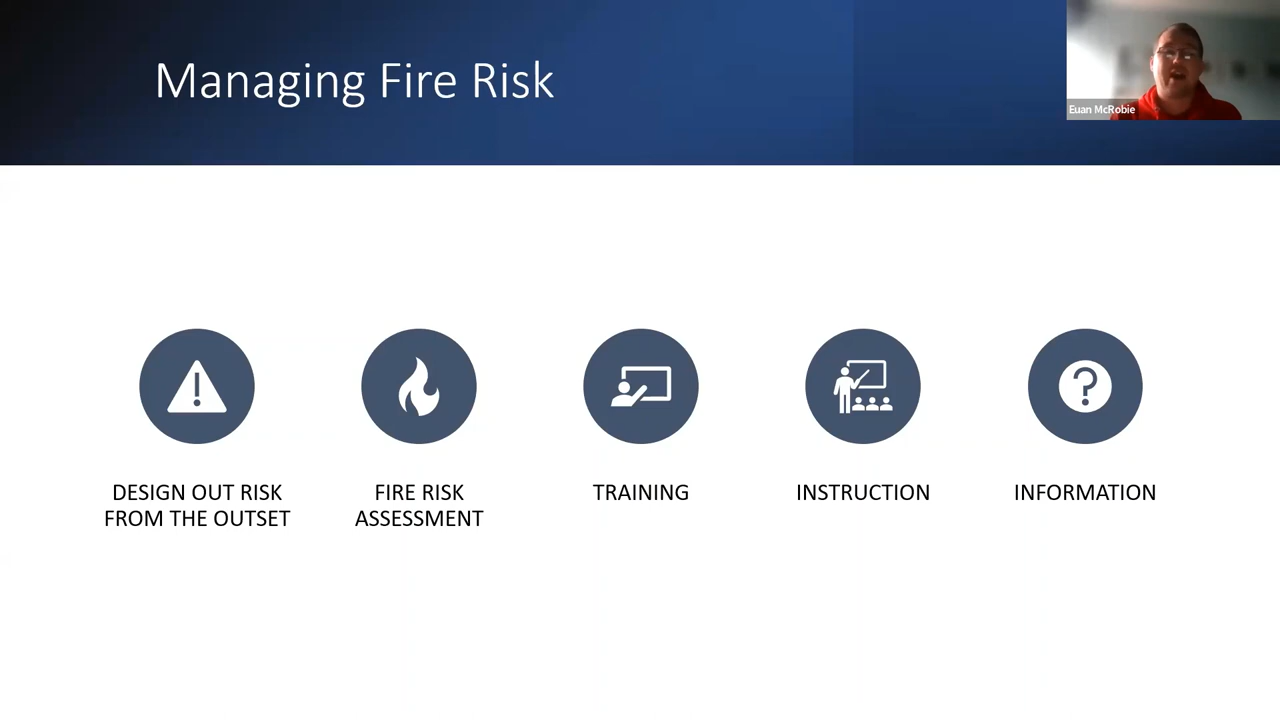 Managing Fire Risk
Euan McRobie
DESIGN OUT RISK
FROM THE OUTSET
FIRE RISK
ASSESSMENT
TRAINING
INSTRUCTION
INFORMATION